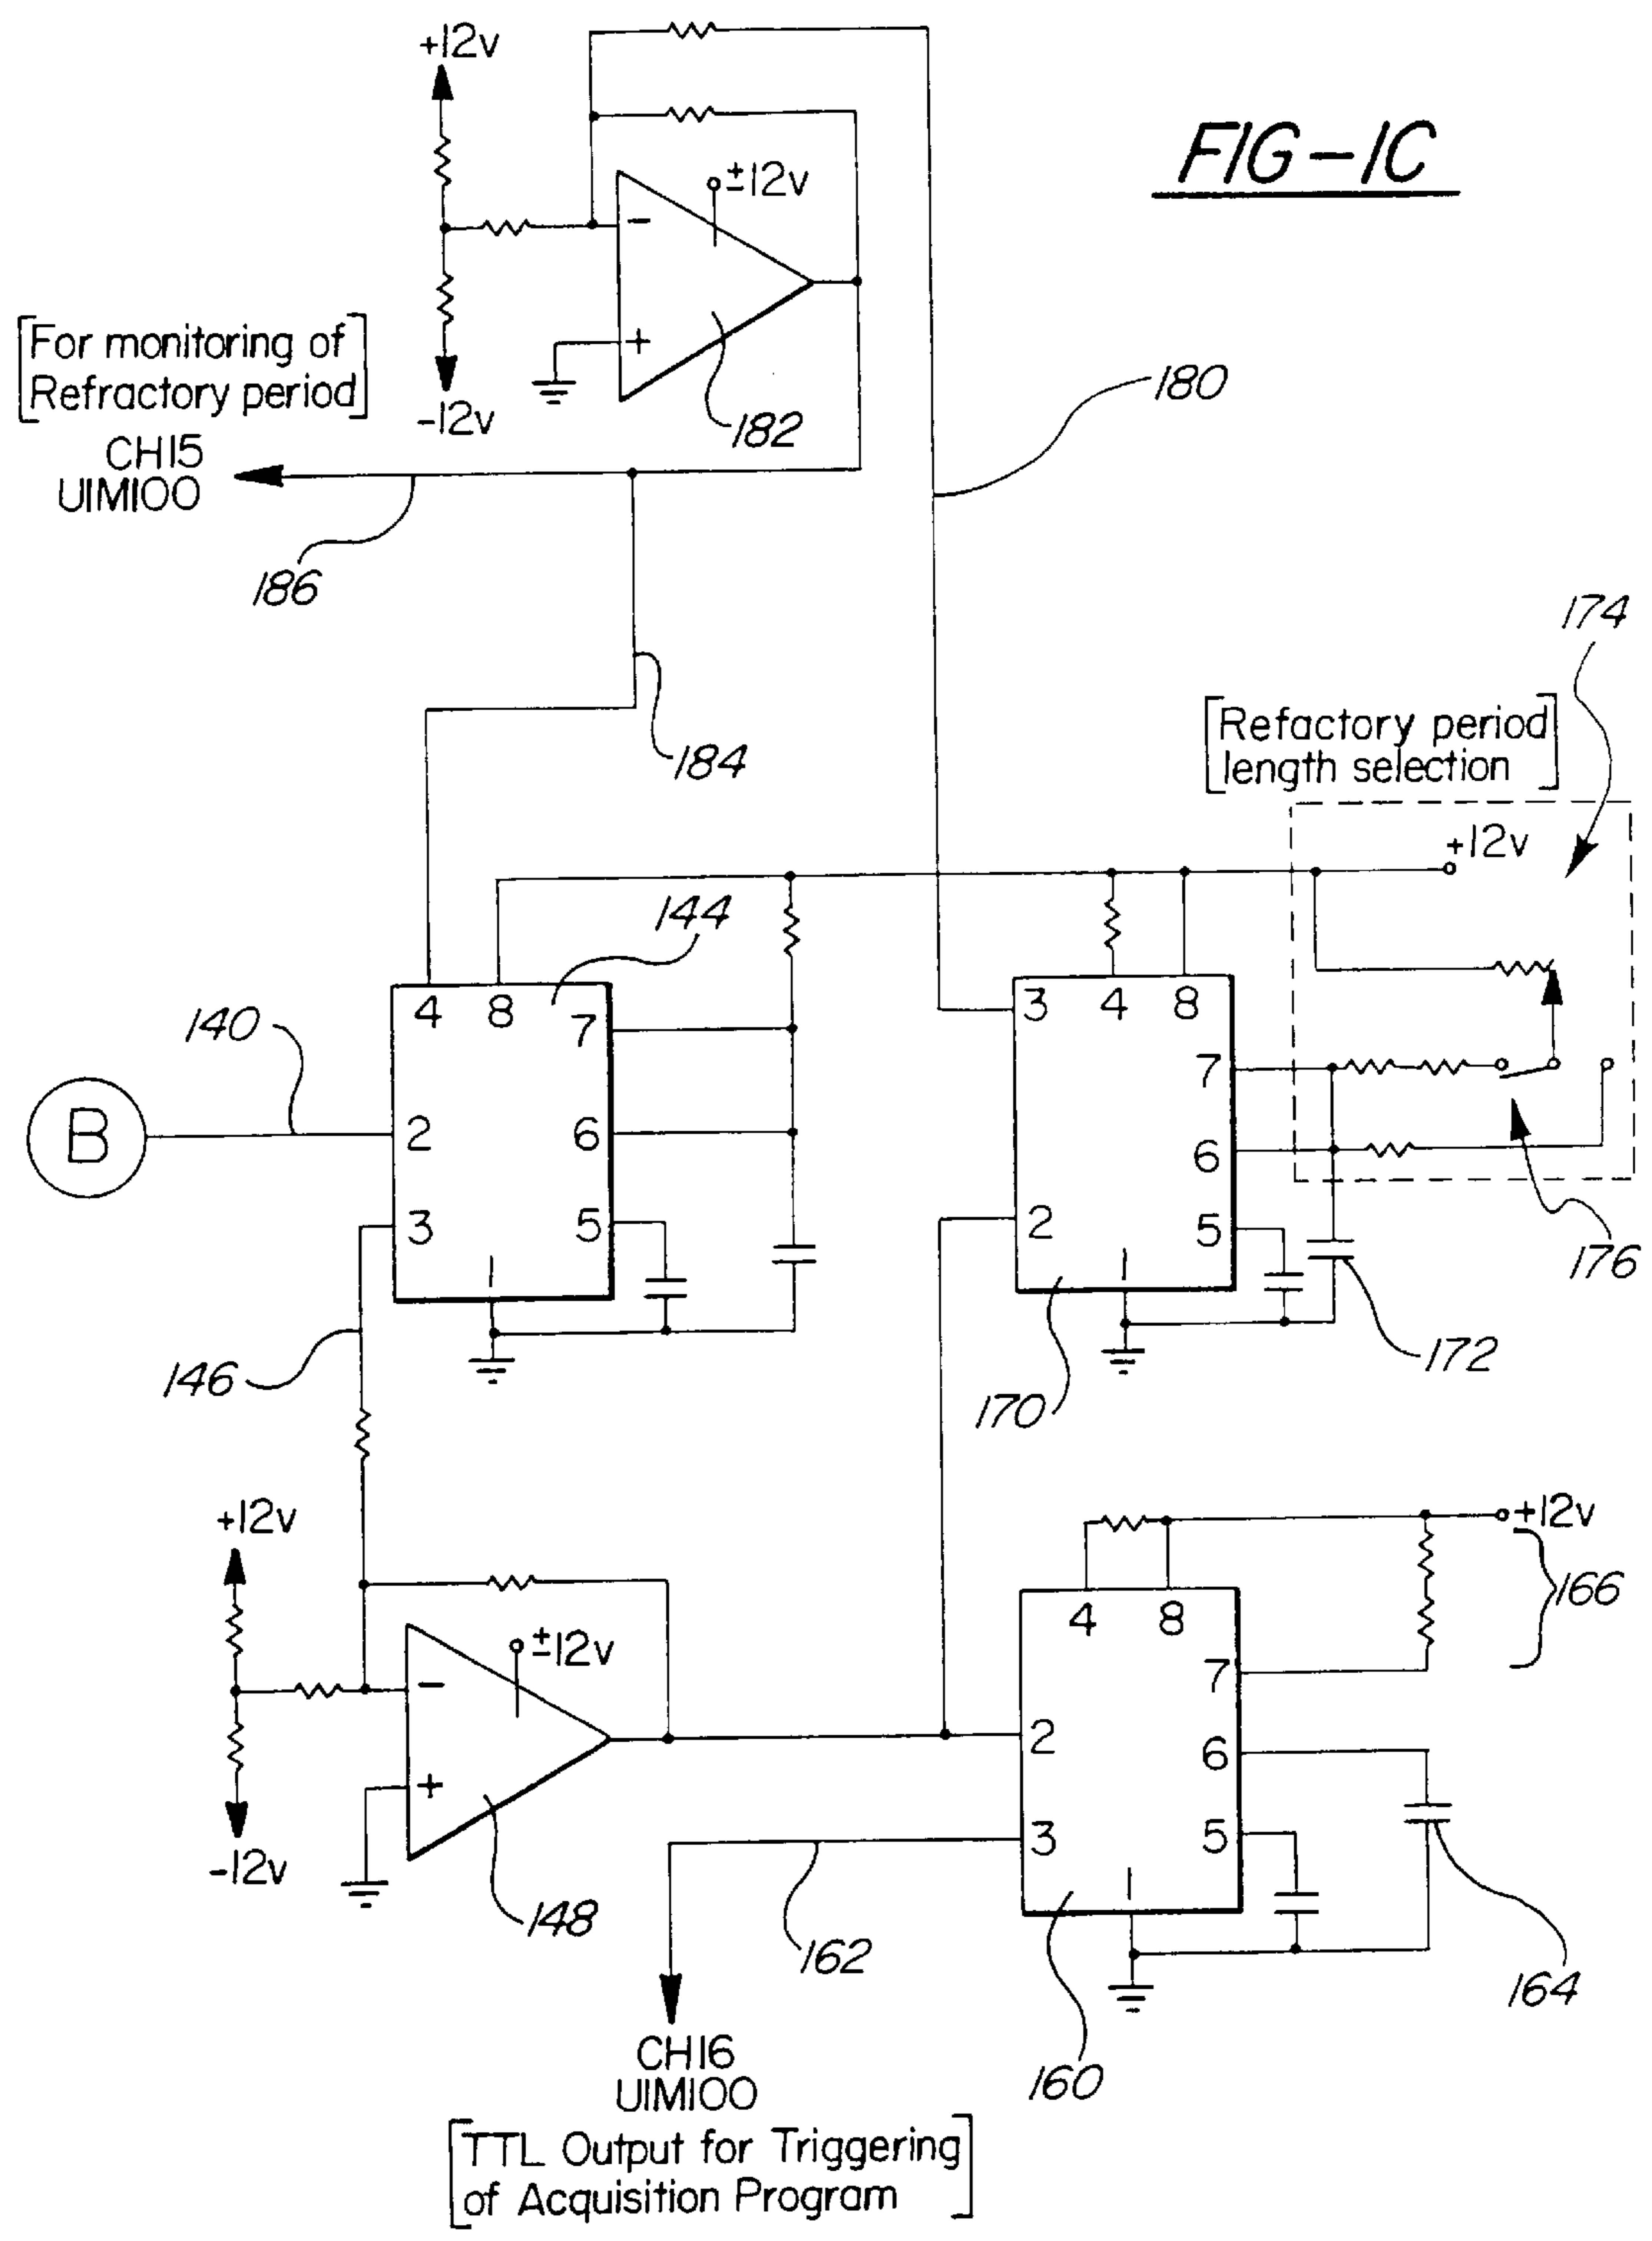 FIG-1C
+12v
±12v
-
+
[For monitoring of
Refractory period]
-12v
182
180
CH15
UIM100
186
174
[Refactory period
length selection]
184
+12v
144
4 8
7
140
B
2
6
3
5
1
146
3 4 8
7
6
2
5
1
176
172
170
+12v
±12v
-
+
-12v
148
+12v
166
4 8
7
2
6
3
5
1
162
164
160
CH16
UIM100
[TTL Output for Triggering
of Acquisition Program]